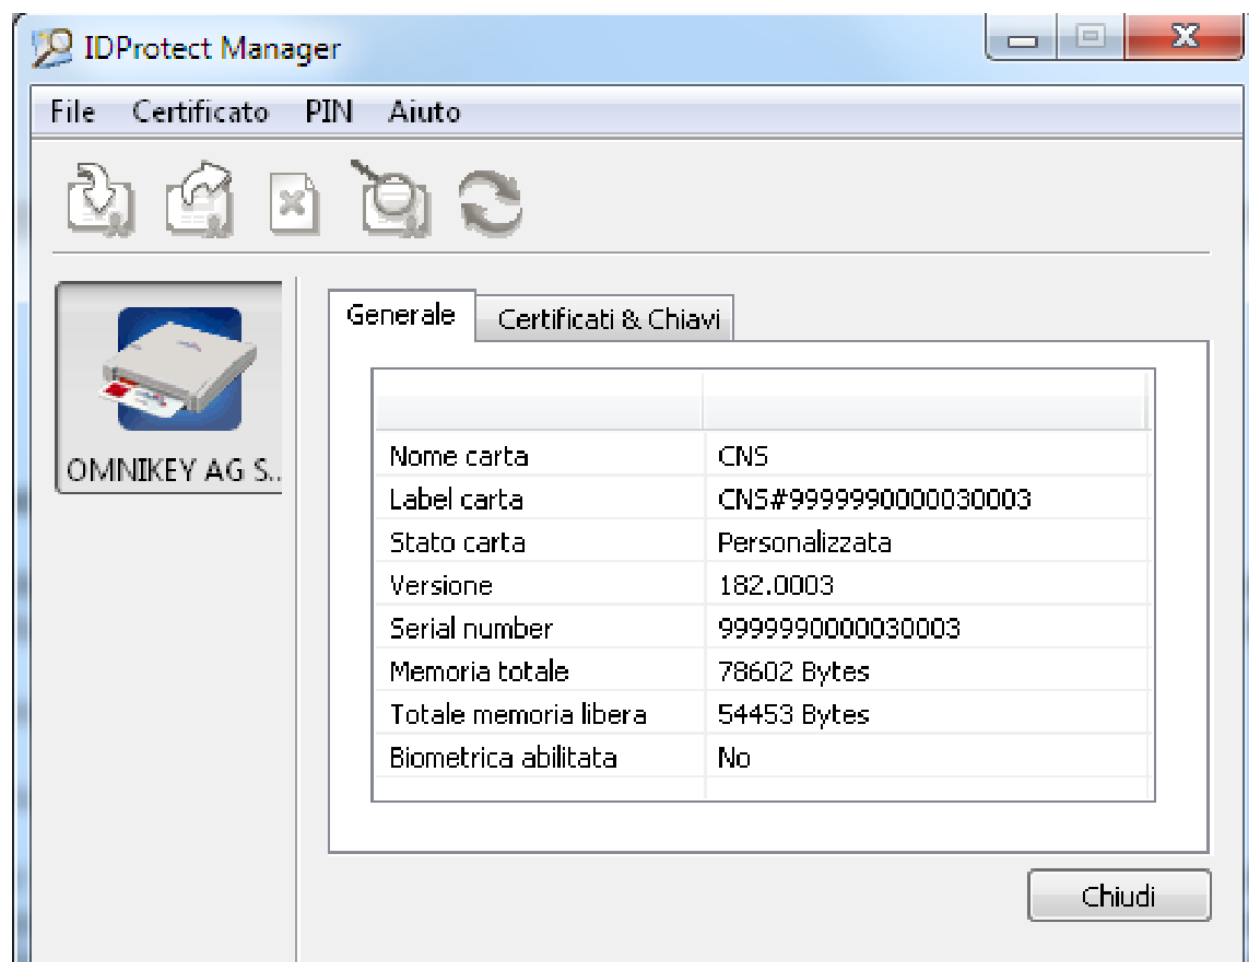 IDProtect Manager
File Certificato PIN Aiuto
OMNIKEY AG S..
Generale Certificati & Chiavi
Nome carta CNS
Label carta CNS#9999990000030003
Stato carta Personalizzata
Versione 182.0003
Serial number 9999990000030003
Memoria totale 78602 Bytes
Totale memoria libera 54453 Bytes
Biometrica abilitata No
Chiudi